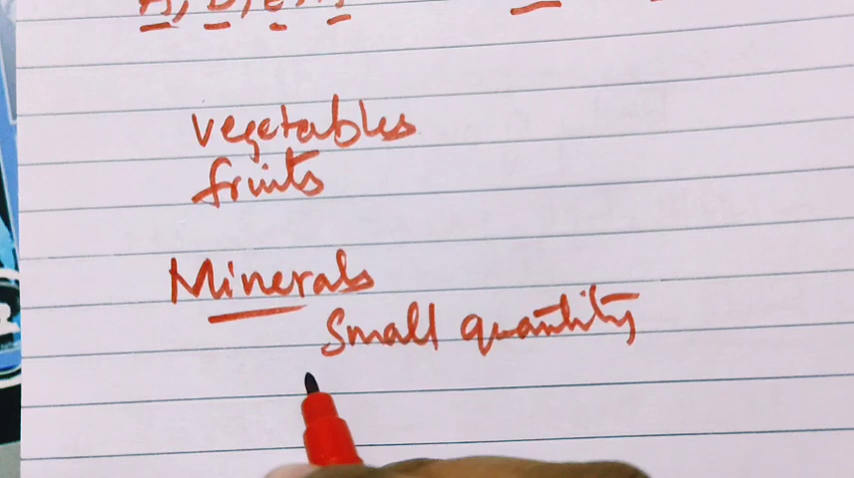 A, D, E, K,
vegetables
fruits
Minerals
Small quantity